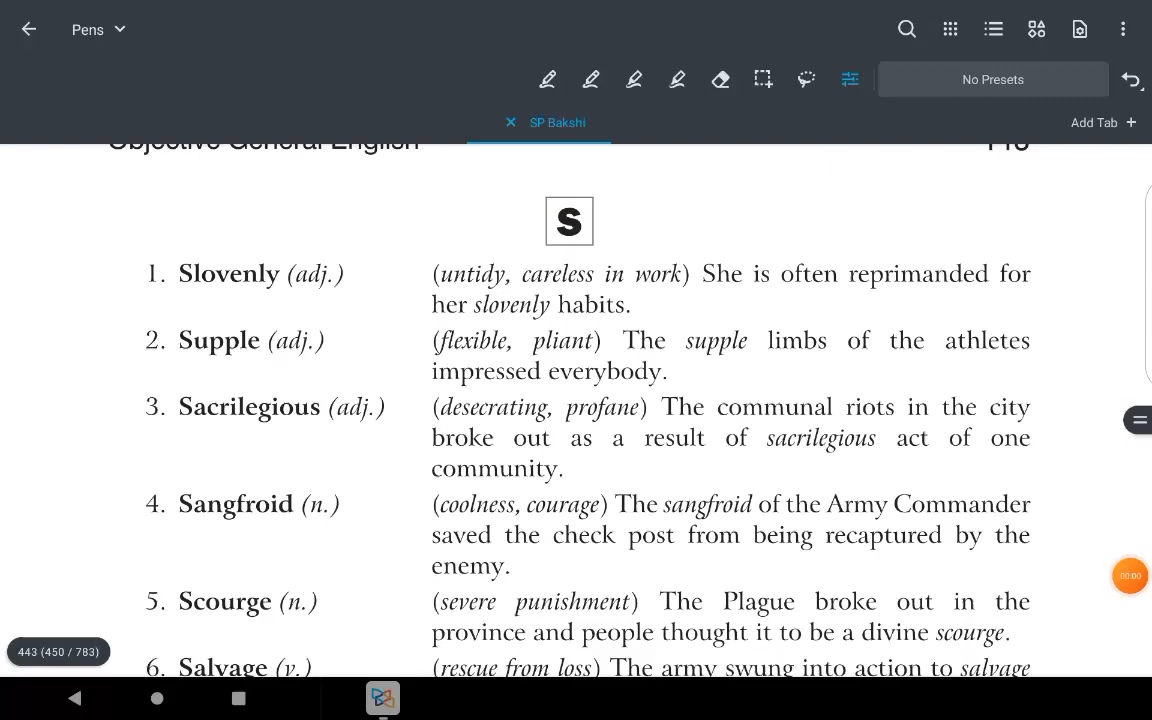 Pens
No Presets
SP Bakshi
Add Tab +
Objective General English
S
1. Slovenly (adj.) (untidy, careless in work) She is often reprimanded for
her slovenly habits.
2. Supple (adj.) (flexible, pliant) The supple limbs of the athletes
impressed everybody.
3. Sacrilegious (adj.) (desecrating, profane) The communal riots in the city
broke out as a result of sacrilegious act of one
community.
4. Sangfroid (n.) (coolness, courage) The sangfroid of the Army Commander
saved the check post from being recaptured by the
enemy.
5. Scourge (n.) (severe punishment) The Plague broke out in the
province and people thought it to be a divine scourge.
6. Salvage (v.) (rescue from loss) The army swung into action to salvage
443 (450 / 783)
00:00